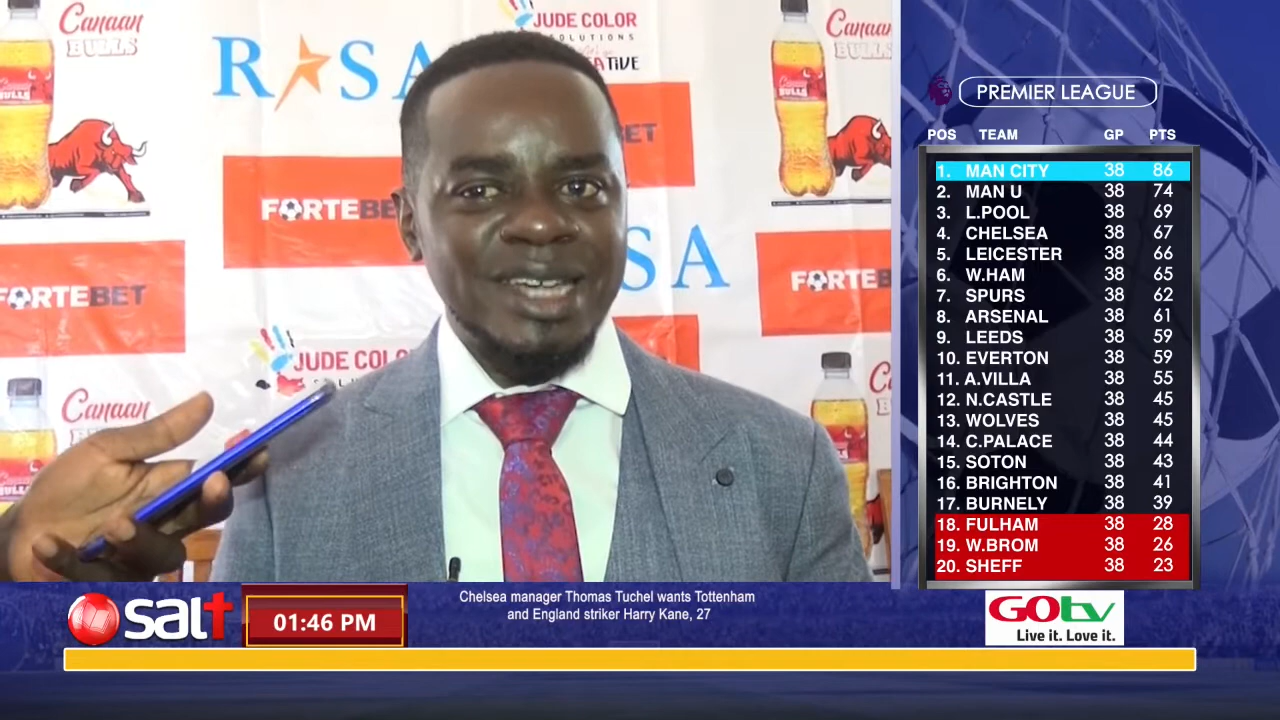 Canaan
BULLS
JUDE COLOR
SOLUTIONS
Canaan
BULLS
R SA
FORTEBE
BET
SA
FORTEBET
FORTEB
JUDE COLO
Canaan
salt
01:46 PM
Chelsea manager Thomas Tuchel wants Tottenham
and England striker Harry Kane, 27
PREMIER LEAGUE
POS TEAM GP PTS
1. MAN CITY 38 86
2. MAN U 38 74
3. L.POOL 38 69
4. CHELSEA 38 67
5. LEICESTER 38 66
6. W.HAM 38 65
7. SPURS 38 62
8. ARSENAL 38 61
9. LEEDS 38 59
10. EVERTON 38 59
11. A.VILLA 38 55
12. N.CASTLE 38 45
13. WOLVES 38 45
14. C.PALACE 38 44
15. SOTON 38 43
16. BRIGHTON 38 41
17. BURNELY 38 39
18. FULHAM 38 28
19. W.BROM 38 26
20. SHEFF 38 23
GOtv
Live it. Love it.